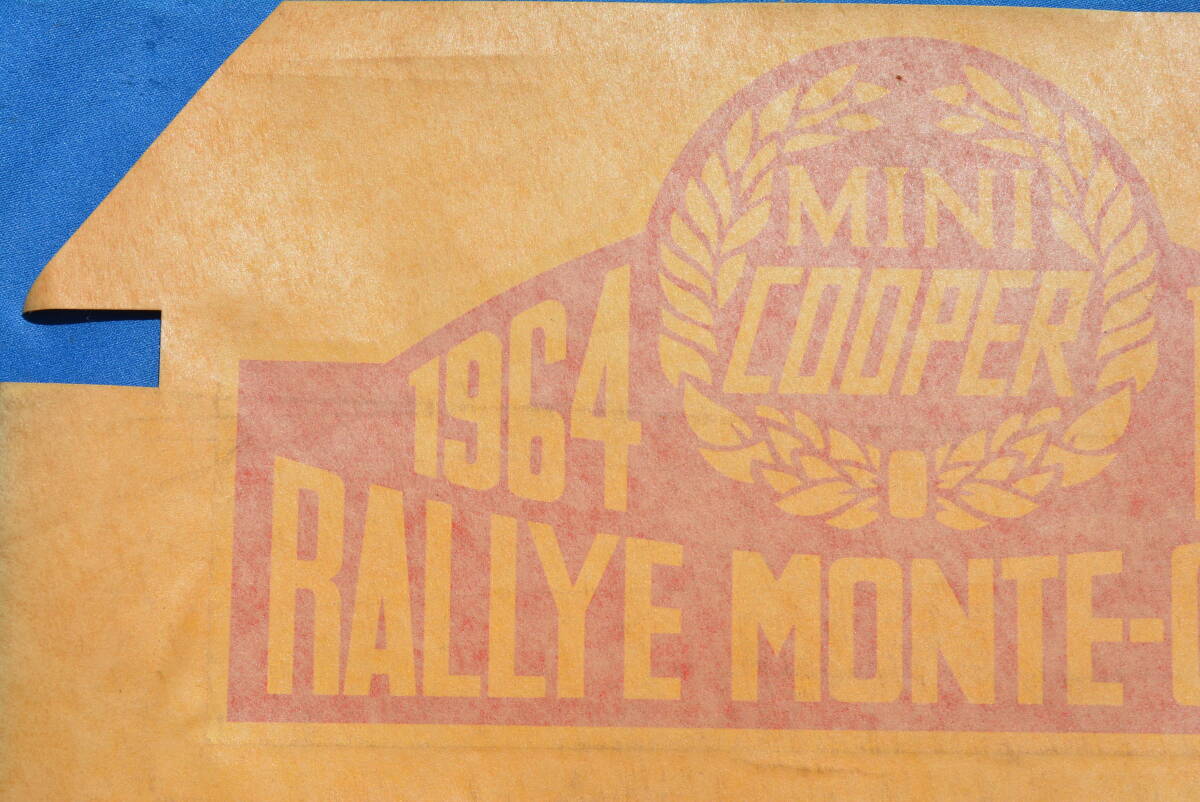 MINI
COOPER
1964
RALLYE MONTE-